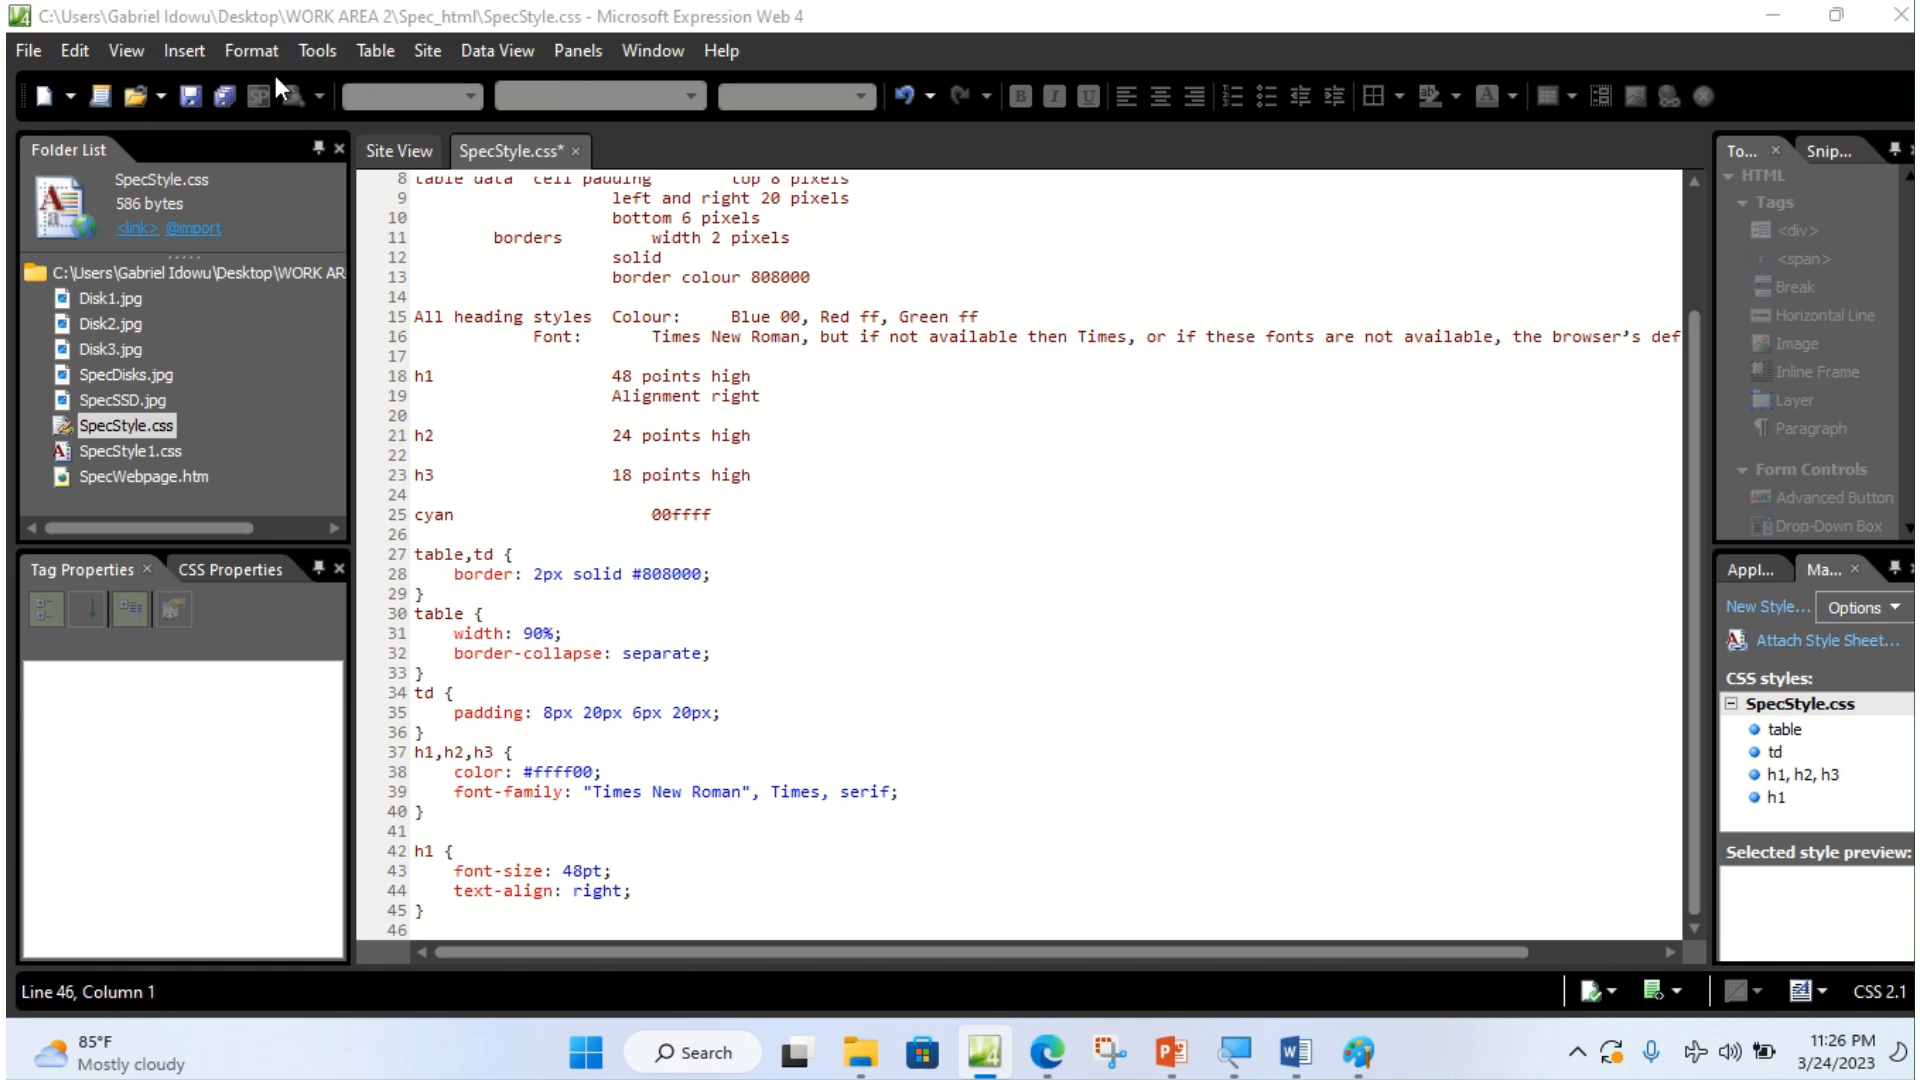 C:\Users\Gabriel Idowu\Desktop\WORK AREA 2\Spec_html\SpecStyle.css - Microsoft Expression Web 4
File Edit View Insert Format Tools Table Site Data View Panels Window Help
Folder List
SpecStyle.css
586 bytes
<link> @import
C:\Users\Gabriel Idowu\Desktop\WORK AR
Disk1.jpg
Disk2.jpg
Disk3.jpg
SpecDisks.jpg
SpecSSD.jpg
SpecStyle.css
SpecStyle1.css
SpecWebpage.htm
Tag Properties CSS Properties
Site View SpecStyle.css*
8 table data cell padding top 8 pixels
9 left and right 20 pixels
10 bottom 6 pixels
11 borders width 2 pixels
12 solid
13 border colour 808000
14
15 All heading styles Colour: Blue 00, Red ff, Green ff
16 Font: Times New Roman, but if not available then Times, or if these fonts are not available, the browser’s def
17
18 h1 48 points high
19 Alignment right
20
21 h2 24 points high
22
23 h3 18 points high
24
25 cyan 00ffff
26
27 table,td {
28 border: 2px solid #808000;
29 }
30 table {
31 width: 90%;
32 border-collapse: separate;
33 }
34 td {
35 padding: 8px 20px 6px 20px;
36 }
37 h1,h2,h3 {
38 color: #ffff00;
39 font-family: "Times New Roman", Times, serif;
40 }
41
42 h1 {
43 font-size: 48pt;
44 text-align: right;
45 }
46
To... Snip...
HTML
Tags
<div>
<span>
Break
Horizontal Line
Image
Inline Frame
Layer
Paragraph
Form Controls
Advanced Button
Drop-Down Box
Appl... Ma...
New Style... Options
Attach Style Sheet...
CSS styles:
SpecStyle.css
table
td
h1, h2, h3
h1
Selected style preview:
Line 46, Column 1
CSS 2.1
85°F
Mostly cloudy
Search
11:26 PM
3/24/2023